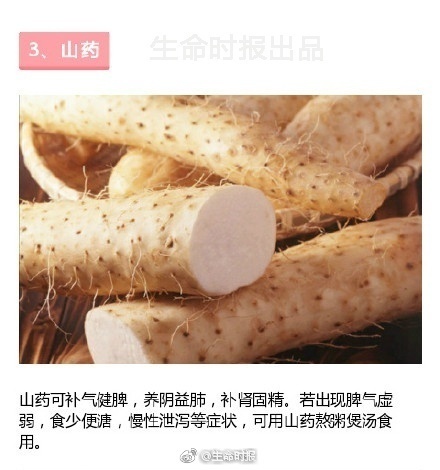 3、山药
生命时报出品
山药可补气健脾，养阴益肺，补肾固精。若出现脾气虚
弱，食少便溏，慢性泄泻等症状，可用山药熬粥煲汤食
用。
@生命时报